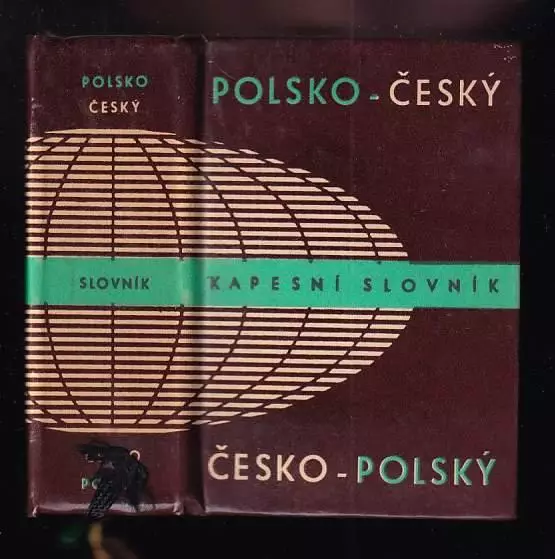 POLSKO
ČESKÝ
SLOVNÍK
POLSKO - ČESKÝ
KAPESNÍ SLOVNÍK
ČESKO - POLSKÝ